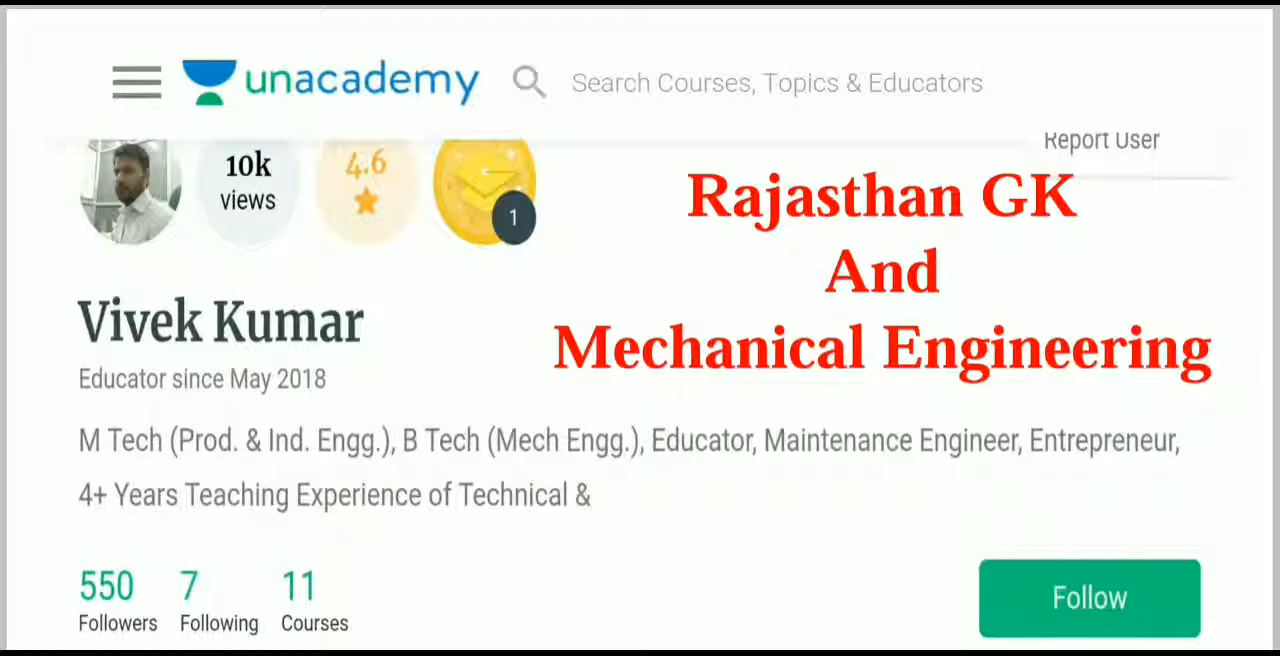 unacademy
Search Courses, Topics & Educators
Report User
10k
views
4.6
1
Rajasthan GK
And
Mechanical Engineering
Vivek Kumar
Educator since May 2018
M Tech (Prod. & Ind. Engg.), B Tech (Mech Engg.), Educator, Maintenance Engineer, Entrepreneur,
4+ Years Teaching Experience of Technical &
550 7 11
Followers Following Courses
Follow